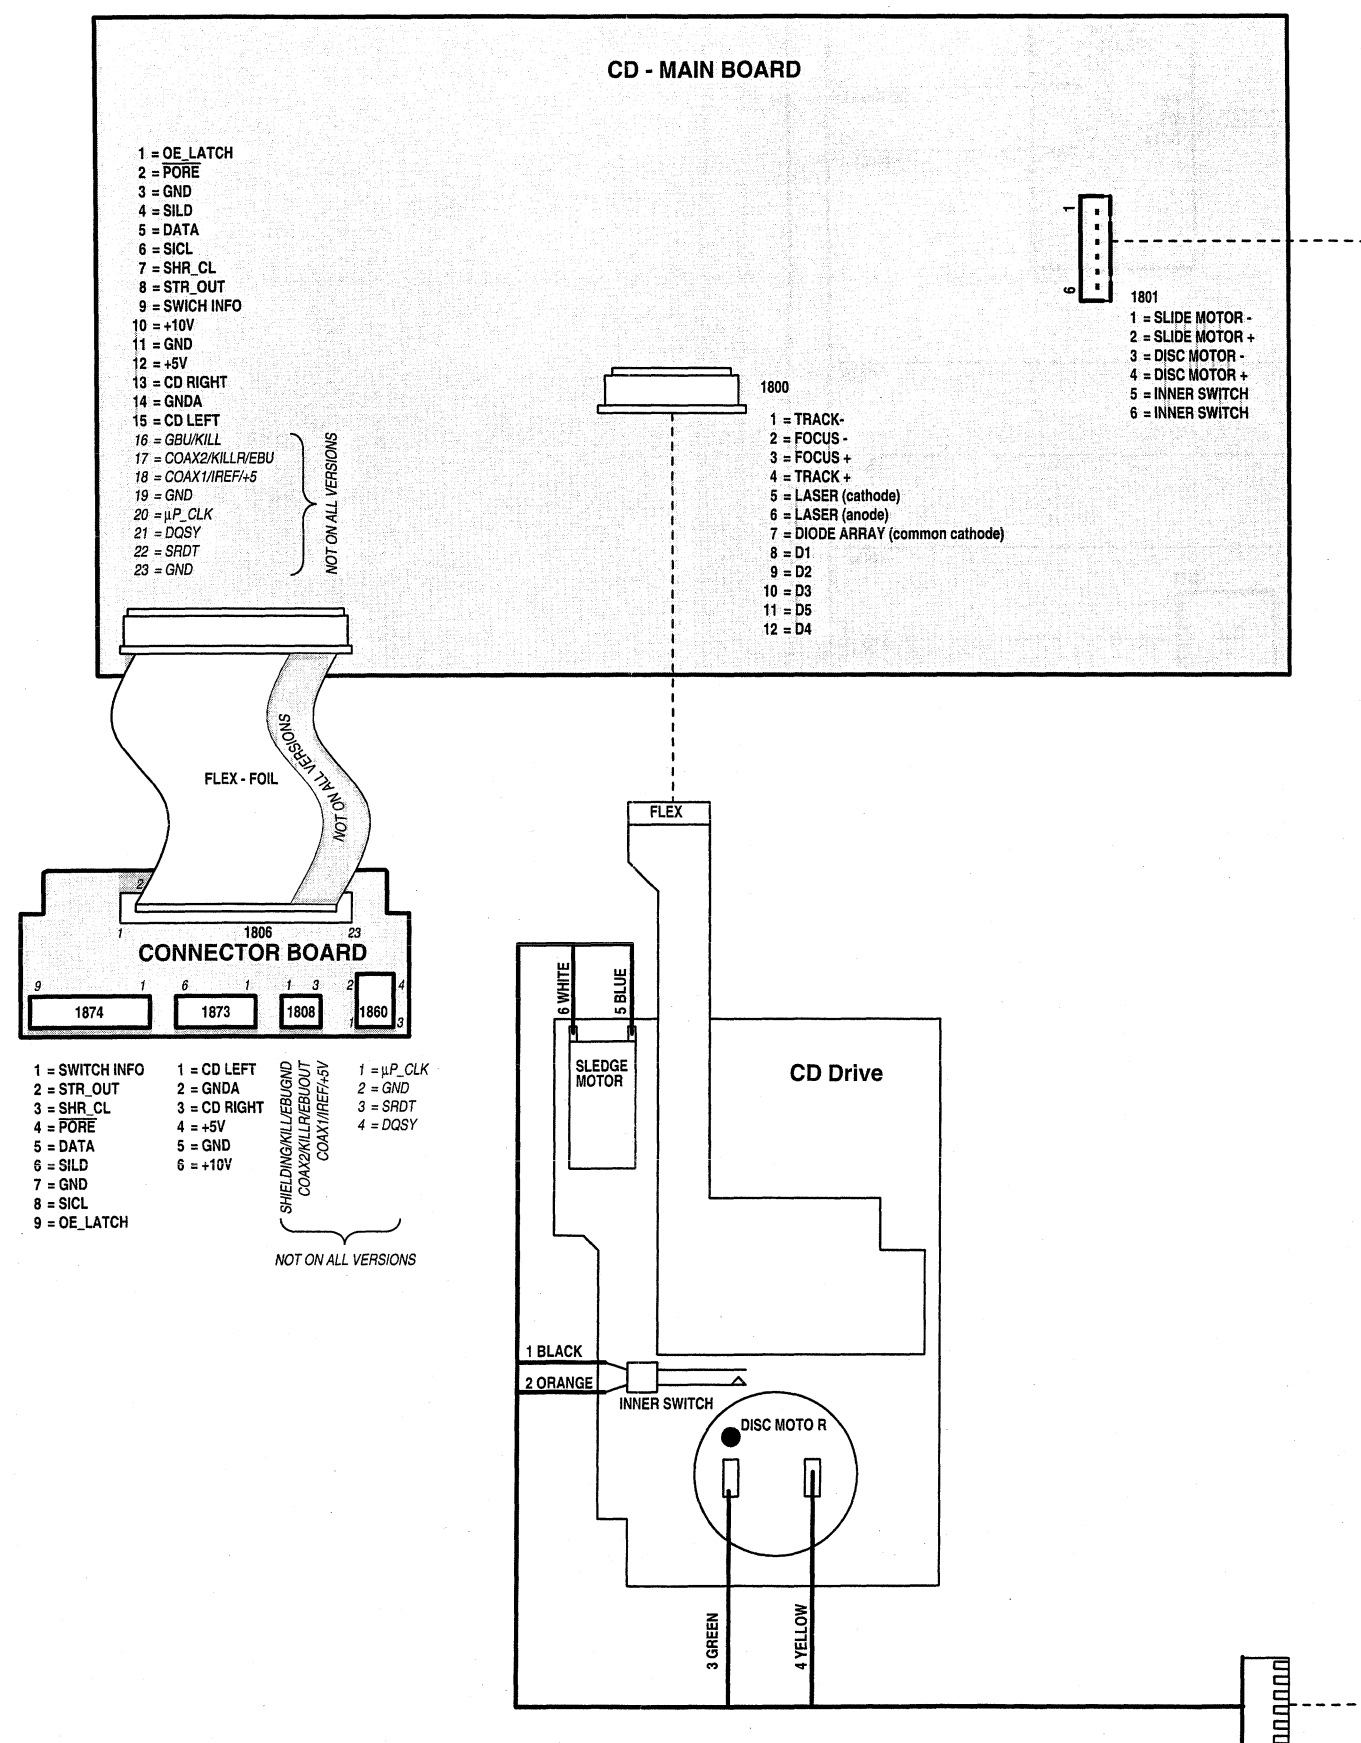 CD - MAIN BOARD
1 = OE_LATCH
2 = PORE
3 = GND
4 = SILD
5 = DATA
6 = SICL
7 = SHR_CL
8 = STR_OUT
9 = SWICH INFO
10 = +10V
11 = GND
12 = +5V
13 = CD RIGHT
14 = GNDA
15 = CD LEFT
16 = GBU/KILL
17 = COAX2/KILLR/EBU
18 = COAX1/IREF/+5
19 = GND
20 = µP_CLK
21 = DQSY
22 = SRDT
23 = GND
NOT ON ALL VERSIONS
1
6
1801
1 = SLIDE MOTOR -
2 = SLIDE MOTOR +
3 = DISC MOTOR -
4 = DISC MOTOR +
5 = INNER SWITCH
6 = INNER SWITCH
1800
1 = TRACK-
2 = FOCUS -
3 = FOCUS +
4 = TRACK +
5 = LASER (cathode)
6 = LASER (anode)
7 = DIODE ARRAY (common cathode)
8 = D1
9 = D2
10 = D3
11 = D5
12 = D4
FLEX - FOIL
NOT ON ALL VERSIONS
FLEX
2
1 1806 23
CONNECTOR BOARD
9 1 6 1 1 3 2 4
1874 1873 1808 1860
1 3
1 = SWITCH INFO
2 = STR_OUT
3 = SHR_CL
4 = PORE
5 = DATA
6 = SILD
7 = GND
8 = SICL
9 = OE_LATCH
1 = CD LEFT
2 = GNDA
3 = CD RIGHT
4 = +5V
5 = GND
6 = +10V
SHIELDING/KILL/EBUGND
COAX2/KILLR/EBUOUT
COAX1/IREF/+5V
1 = µP_CLK
2 = GND
3 = SRDT
4 = DQSY
NOT ON ALL VERSIONS
6 WHITE
5 BLUE
SLEDGE
MOTOR
CD Drive
1 BLACK
2 ORANGE
INNER SWITCH
DISC MOTO R
3 GREEN
4 YELLOW